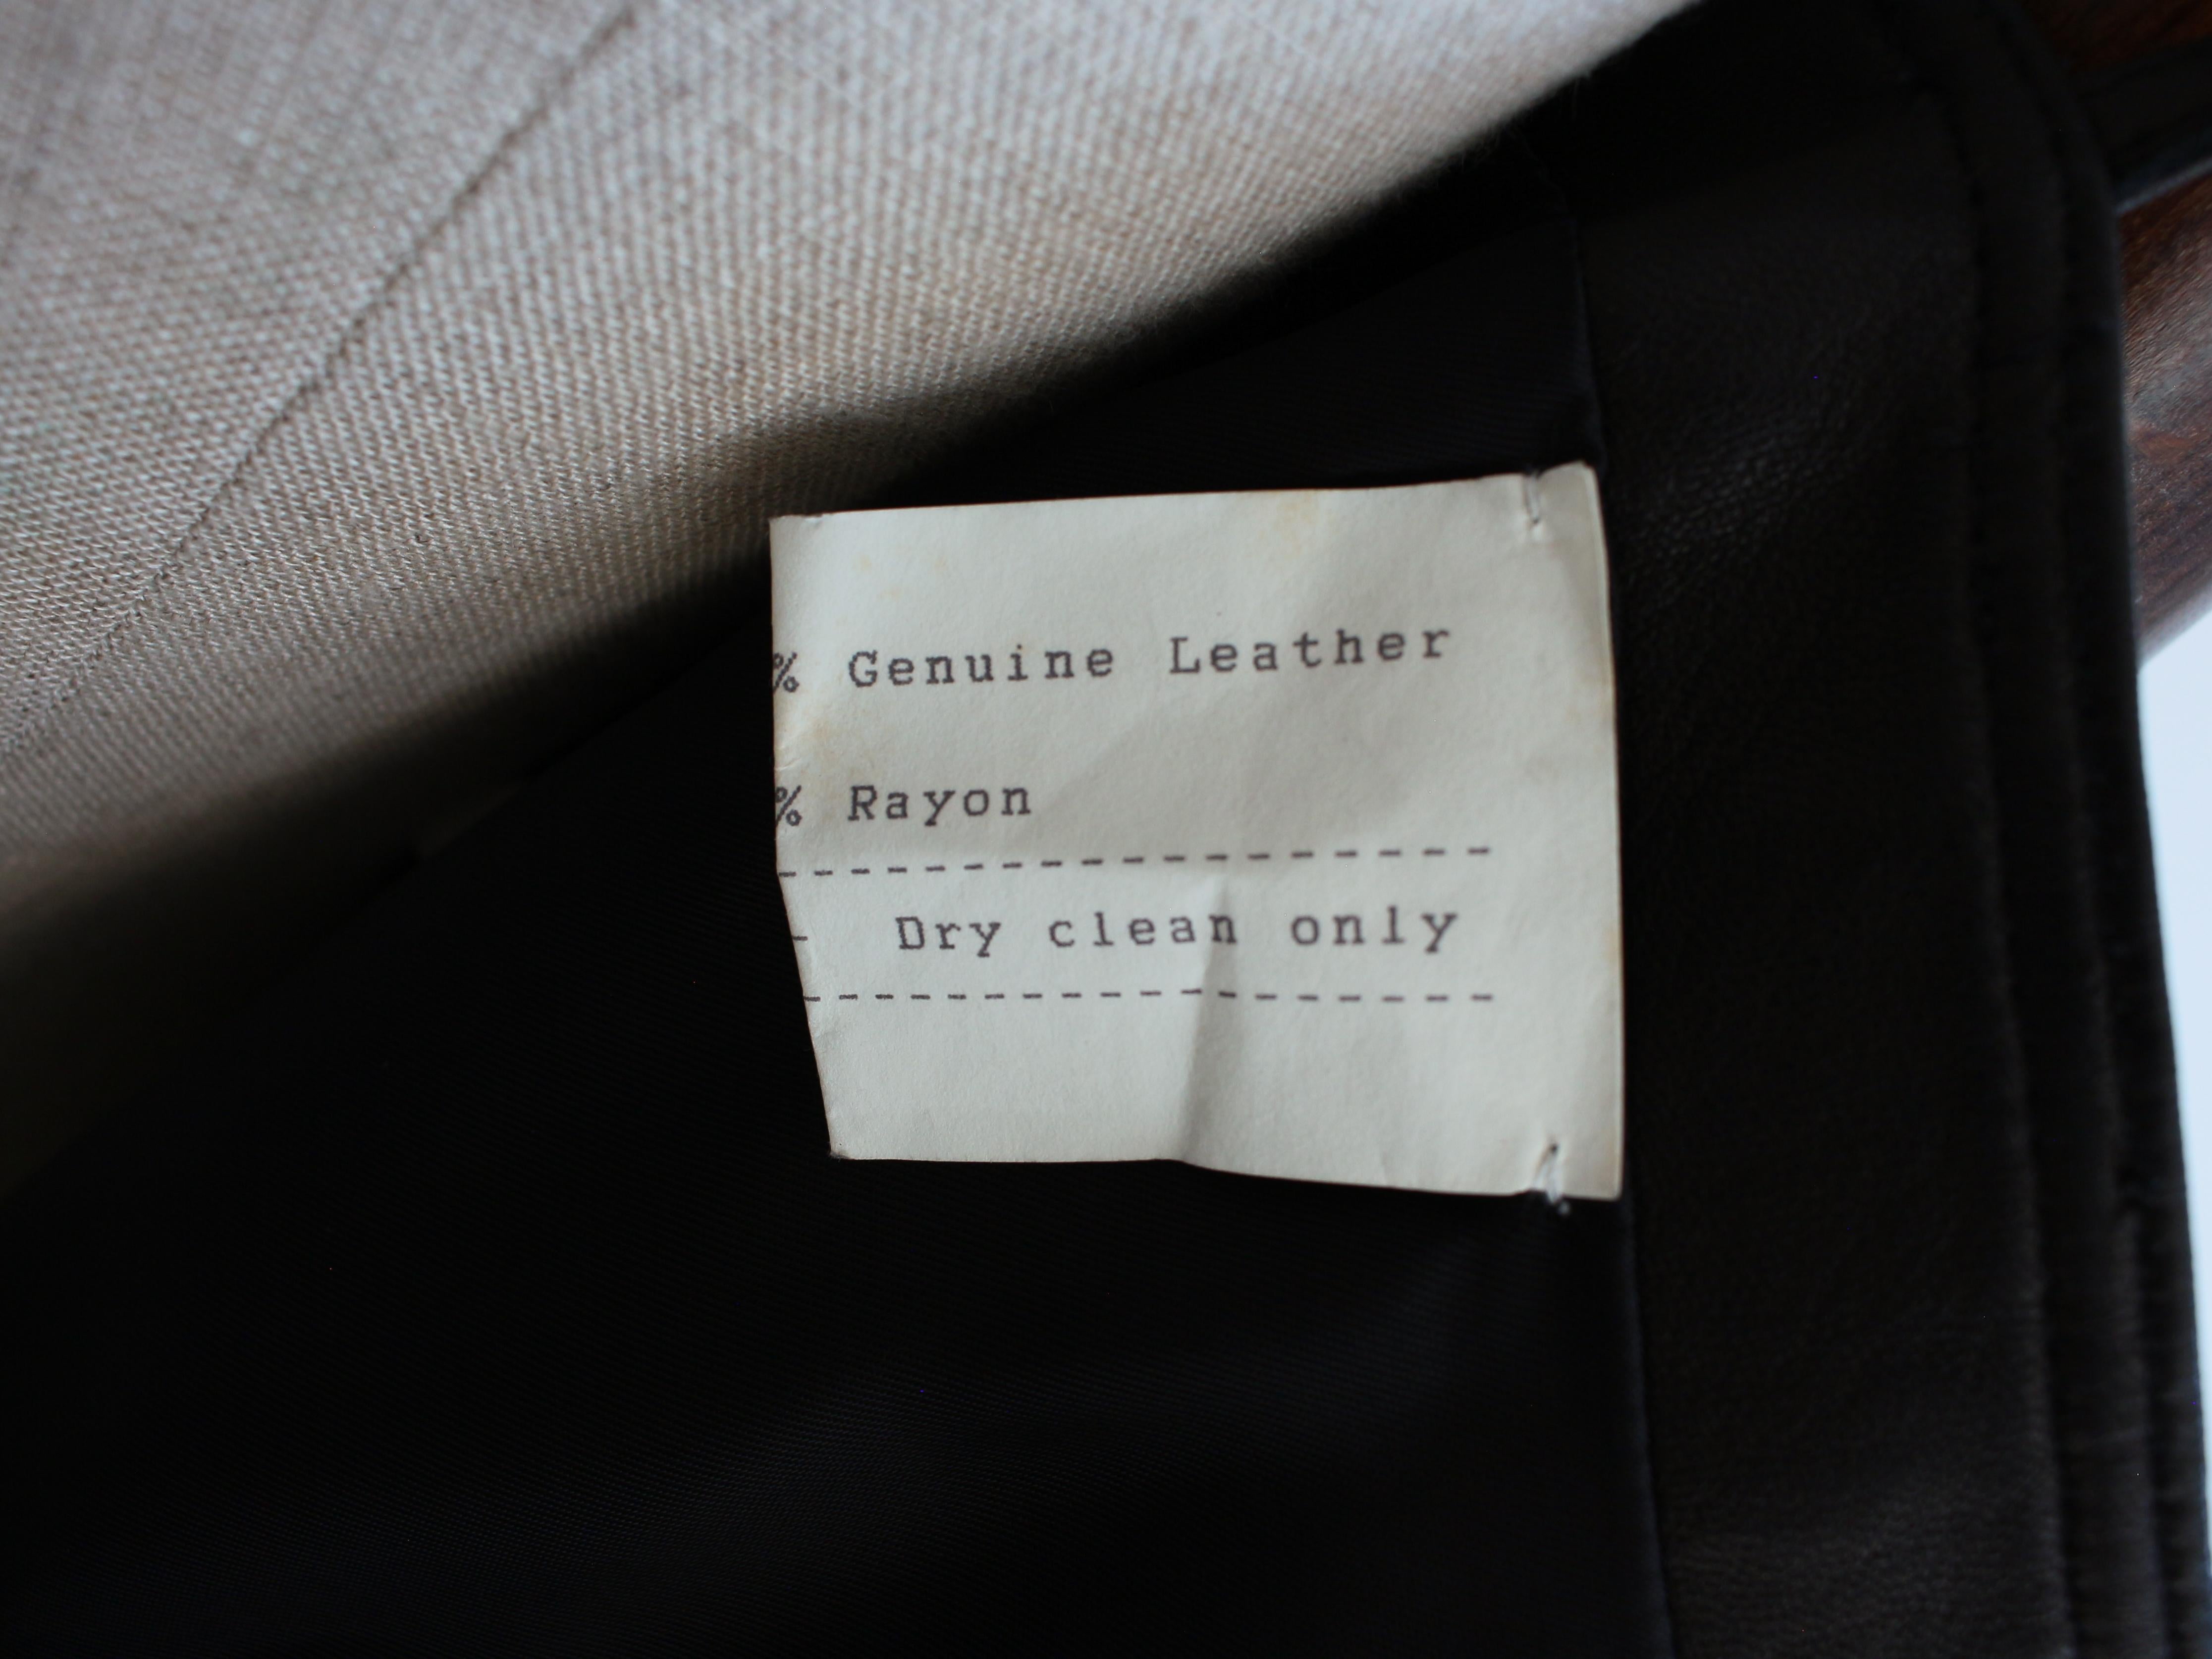 % Genuine Leather
% Rayon
--------------------
- Dry clean only
-------------------